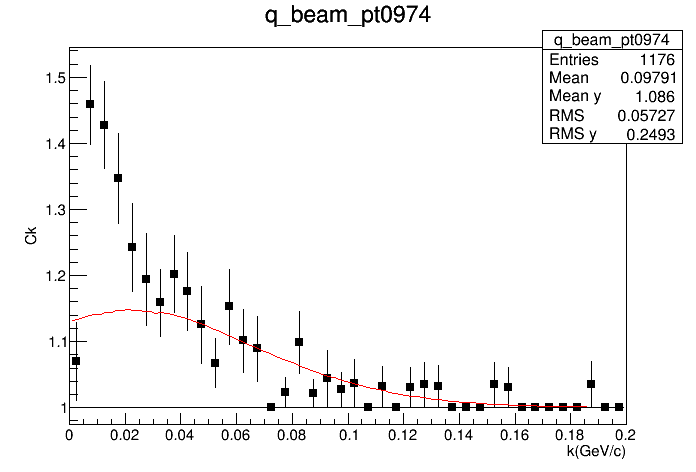 q_beam_pt0974
q_beam_pt0974
Entries 1176
Mean 0.09791
Mean y 1.086
RMS 0.05727
RMS y 0.2493
1.5
1.4
1.3
1.2
1.1
1
Ck
0 0.02 0.04 0.06 0.08 0.1 0.12 0.14 0.16 0.18 0.2
k(GeV/c)